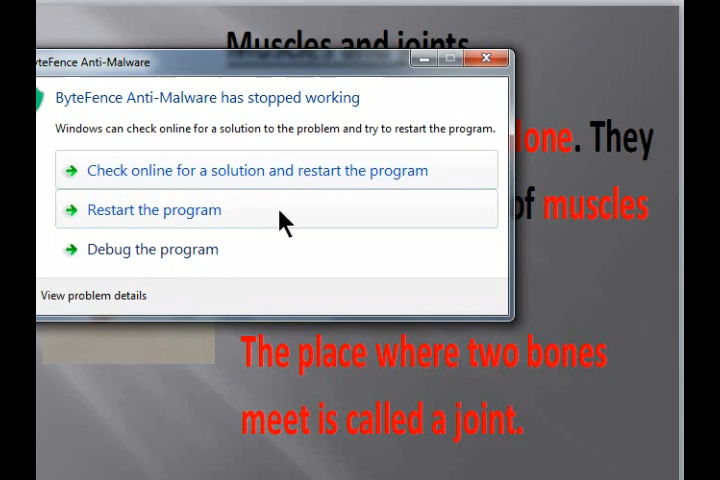 Muscles and joints
yteFence Anti-Malware
ByteFence Anti-Malware has stopped working
Windows can check online for a solution to the problem and try to restart the program.
Check online for a solution and restart the program
Restart the program
Debug the program
View problem details
lone. They
of muscles
The place where two bones
meet is called a joint.